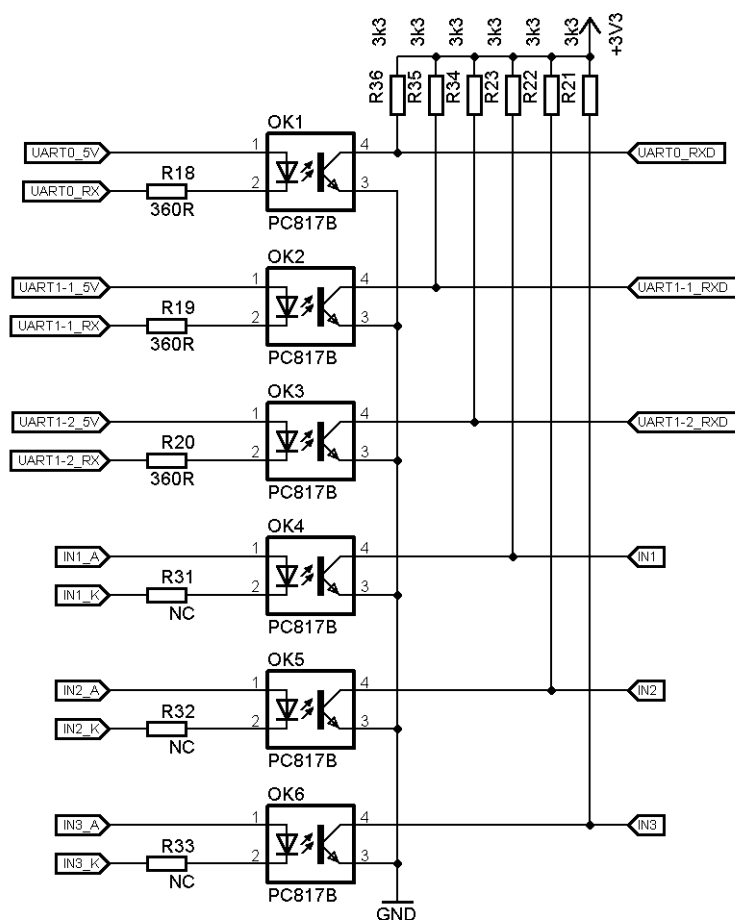 3k3 3k3 3k3 3k3 3k3 3k3
+3V3
R36 R35 R34 R23 R22 R21
OK1
UART0_5V 1 4 UART0_RXD
R18
UART0_RX 2 3
360R
PC817B
OK2
UART1-1_5V 1 4 UART1-1_RXD
R19
UART1-1_RX 2 3
360R
PC817B
OK3
UART1-2_5V 1 4 UART1-2_RXD
R20
UART1-2_RX 2 3
360R
PC817B
OK4
IN1_A 1 4 IN1
R31
IN1_K 2 3
NC
PC817B
OK5
IN2_A 1 4 IN2
R32
IN2_K 2 3
NC
PC817B
OK6
IN3_A 1 4 IN3
R33
IN3_K 2 3
NC
PC817B
GND